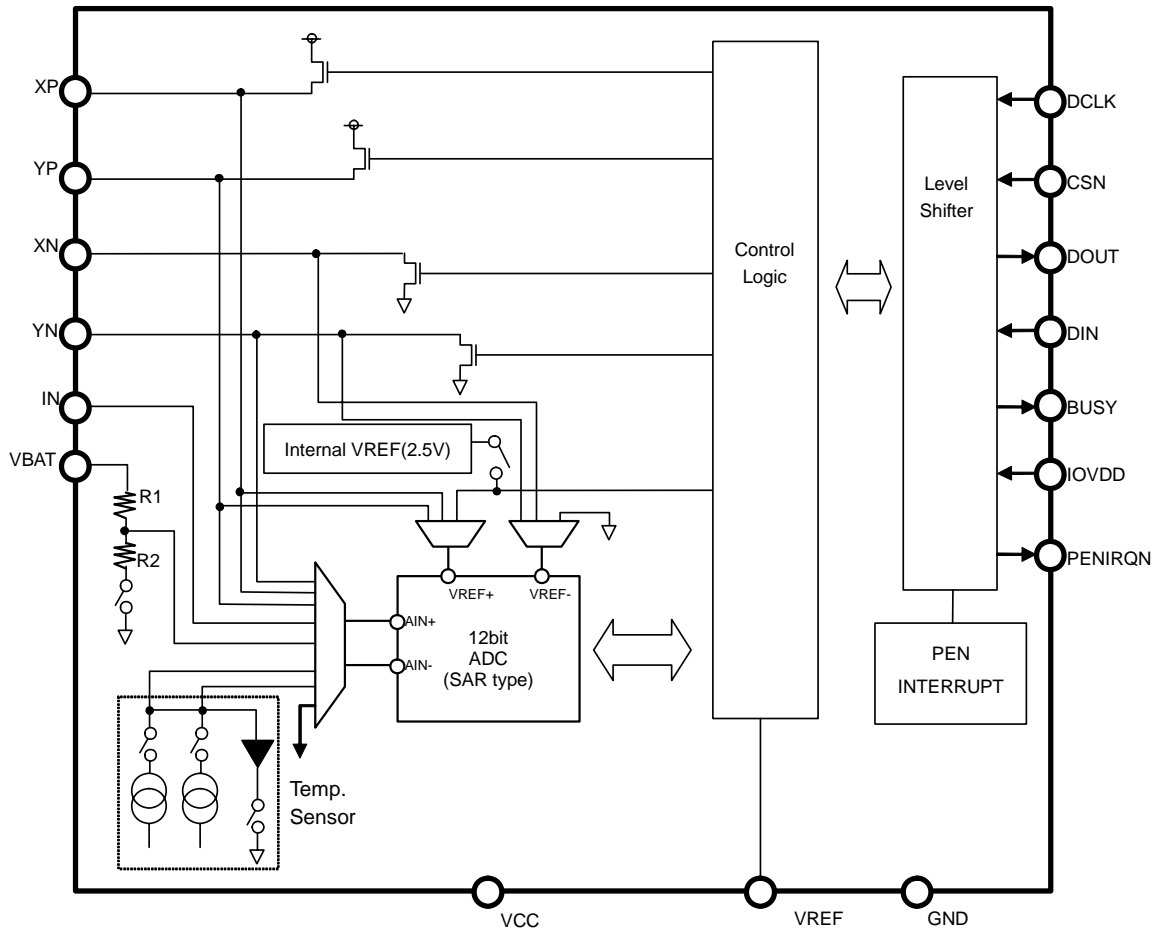 XP
YP
XN
YN
IN
VBAT
R1
R2
Internal VREF(2.5V)
VREF+
VREF-
AIN+
AIN-
12bit
ADC
(SAR type)
Temp.
Sensor
Control
Logic
Level
Shifter
PEN
INTERRUPT
DCLK
CSN
DOUT
DIN
BUSY
IOVDD
PENIRQN
VCC
VREF
GND